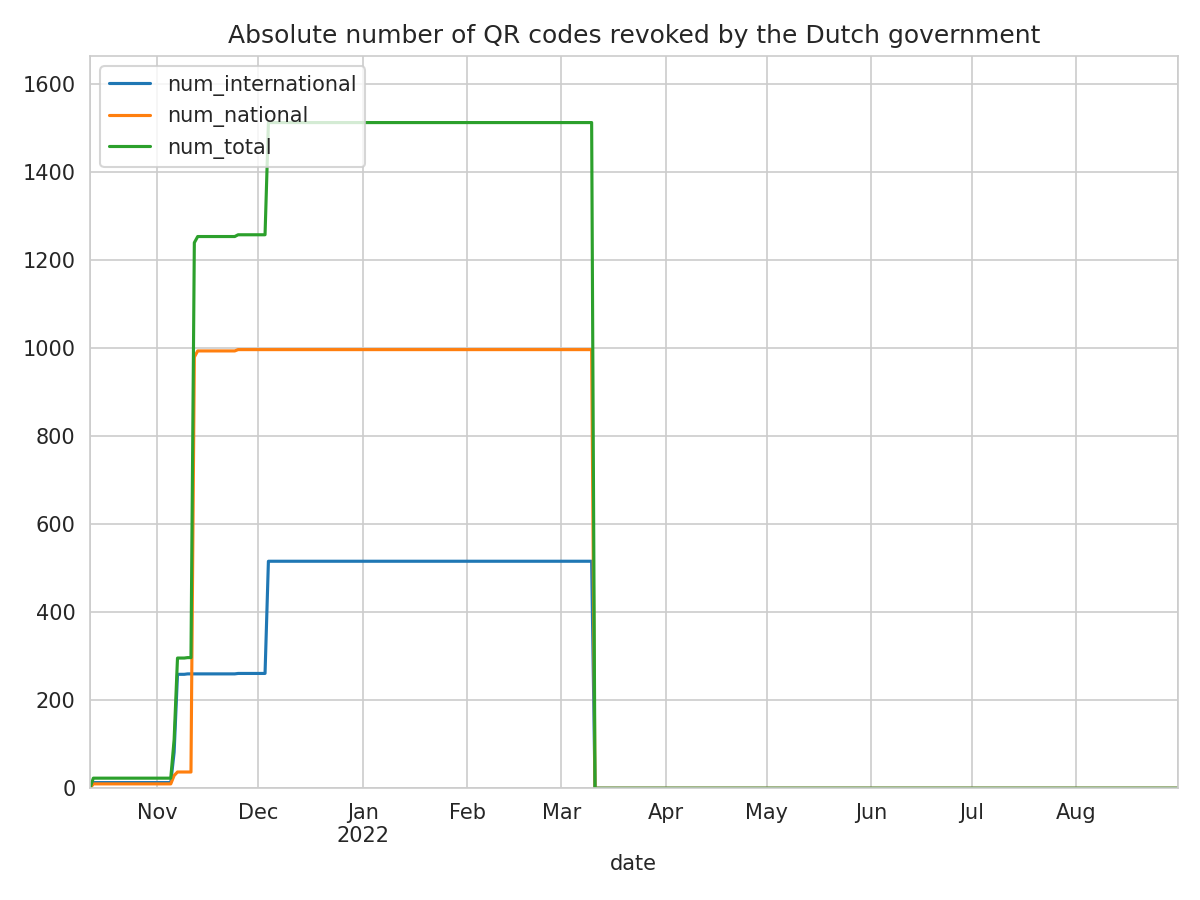 Absolute number of QR codes revoked by the Dutch government
num_international
num_national
num_total
1600
1400
1200
1000
800
600
400
200
0
Nov Dec Jan Feb Mar Apr May Jun Jul Aug
2022
date